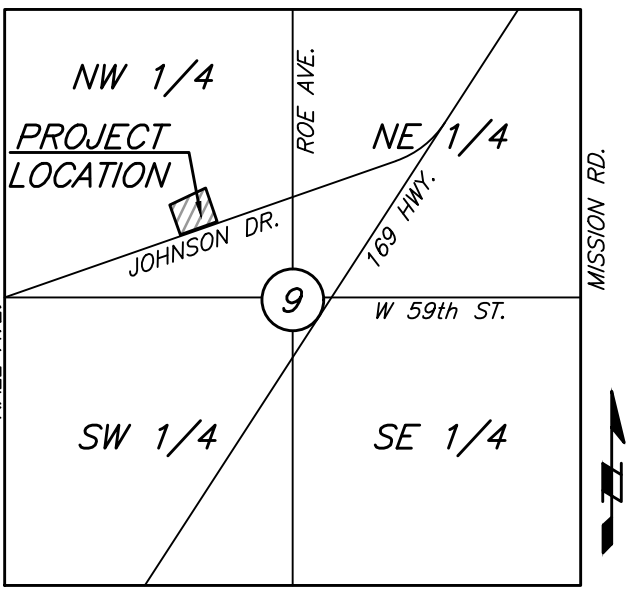 NW 1/4
ROE AVE.
NE 1/4
PROJECT
LOCATION
MISSION RD.
169 HWY.
JOHNSON DR.
9
W 59th ST.
SW 1/4
SE 1/4